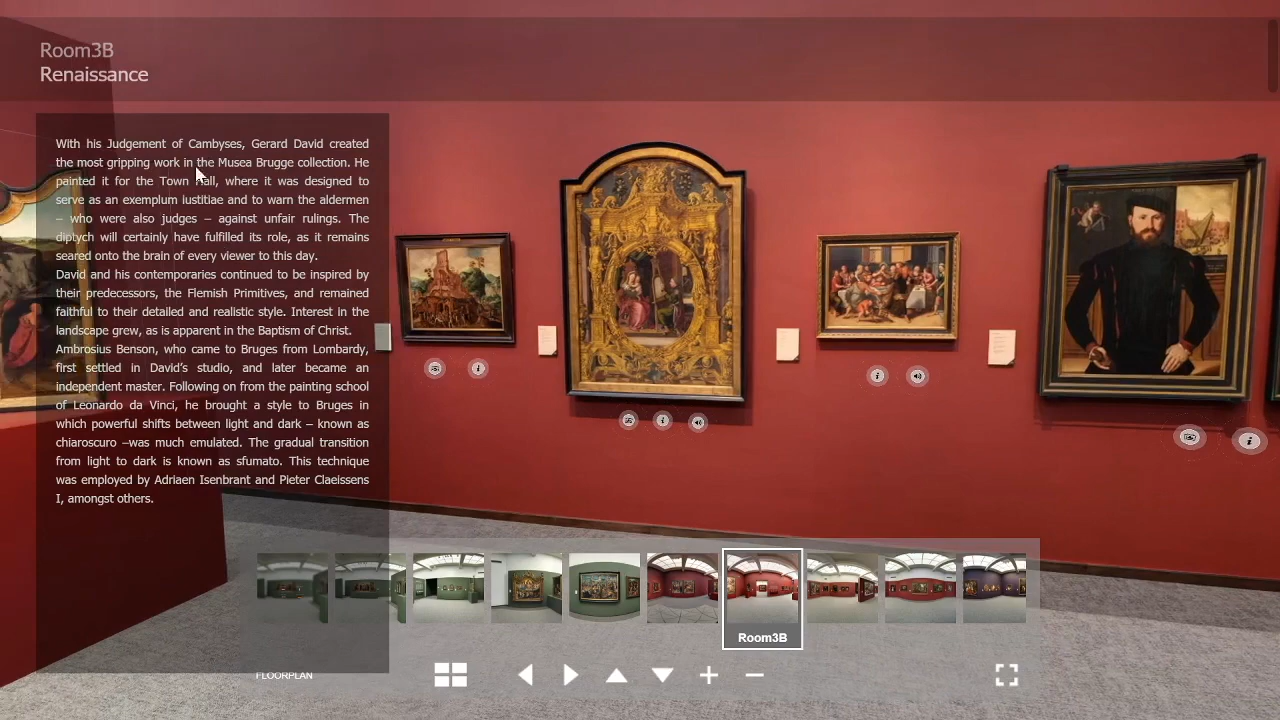 Room3B
Renaissance
With his Judgement of Cambyses, Gerard David created
the most gripping work in the Musea Brugge collection. He
painted it for the Town Hall, where it was designed to
serve as an exemplum iustitiae and to warn the aldermen
– who were also judges – against unfair rulings. The
diptych will certainly have fulfilled its role, as it remains
seared onto the brain of every viewer to this day.
David and his contemporaries continued to be inspired by
their predecessors, the Flemish Primitives, and remained
faithful to their detailed and realistic style. Interest in the
landscape grew, as is apparent in the Baptism of Christ.
Ambrosius Benson, who came to Bruges from Lombardy,
first settled in David's studio, and later became an
independent master. Following on from the painting school
of Leonardo da Vinci, he brought a style to Bruges in
which powerful shifts between light and dark – known as
chiaroscuro –was much emulated. The gradual transition
from light to dark is known as sfumato. This technique
was employed by Adriaen Isenbrant and Pieter Claeissens
I, amongst others.
Room3B
FLOORPLAN